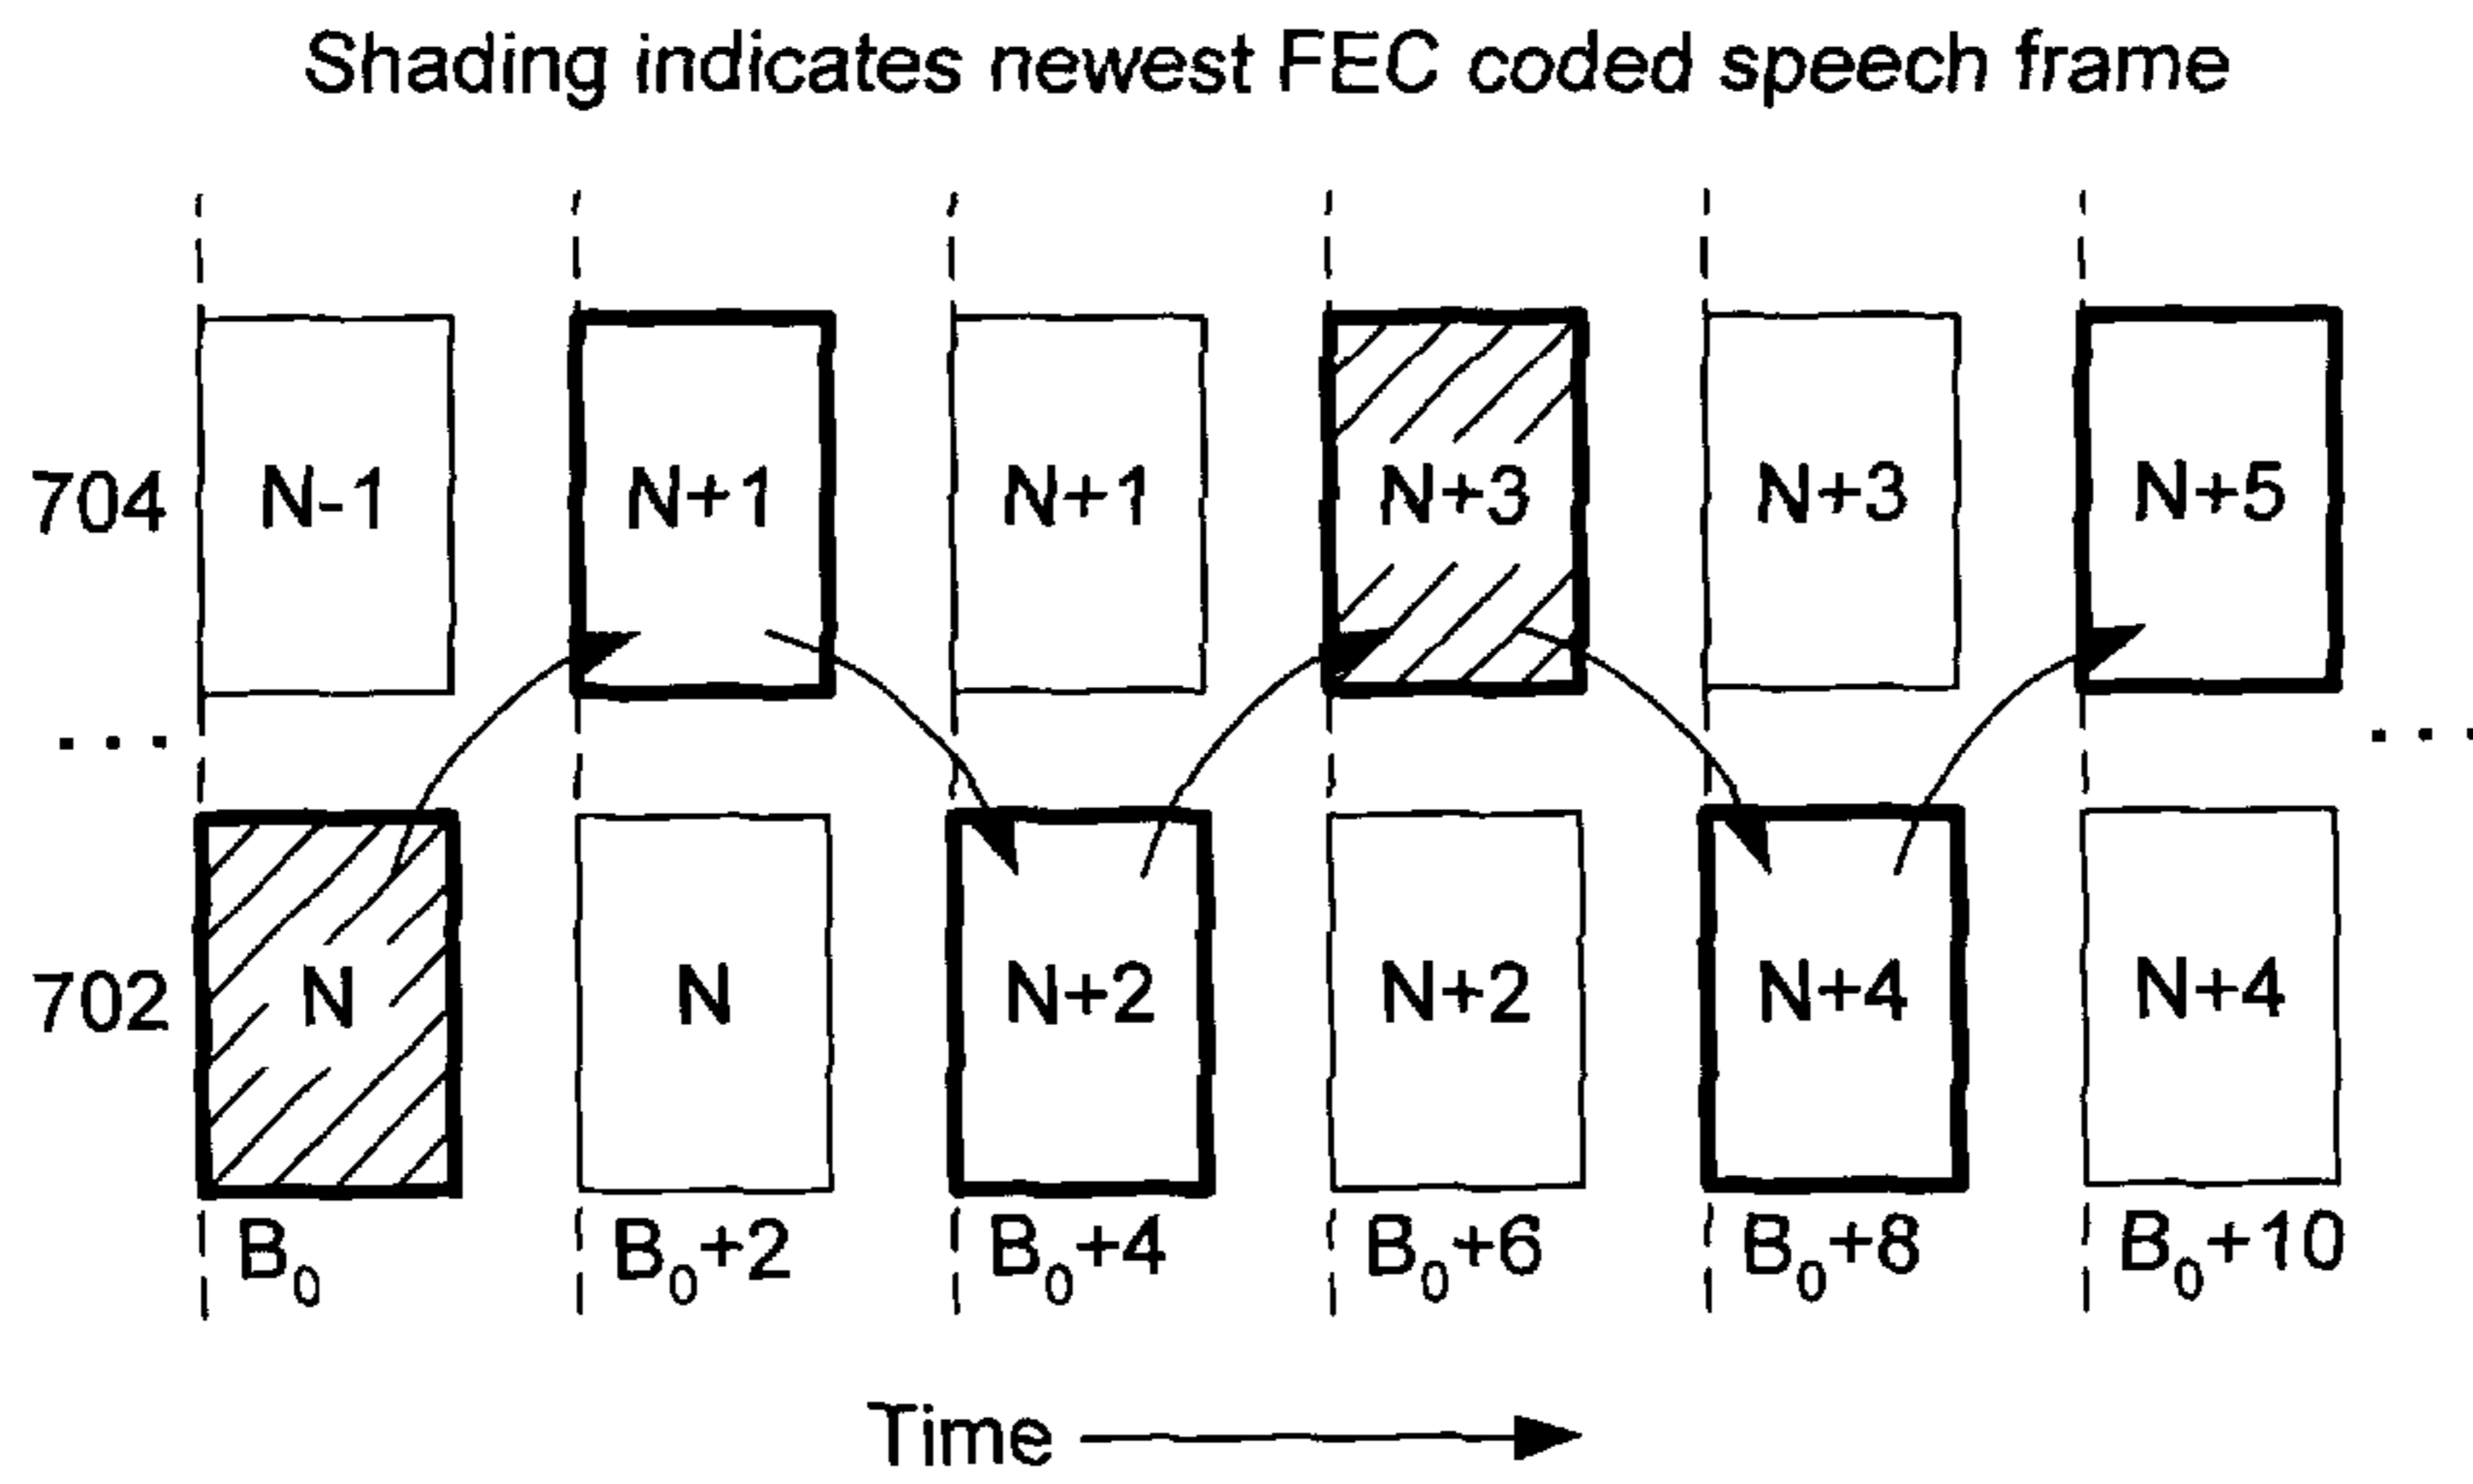 Shading indicates newest FEC coded speech frame
704 N-1 N+1 N+1 N+3 N+3 N+5
... ...
702 N N N+2 N+2 N+4 N+4
B₀ B₀+2 B₀+4 B₀+6 B₀+8 B₀+10
Time